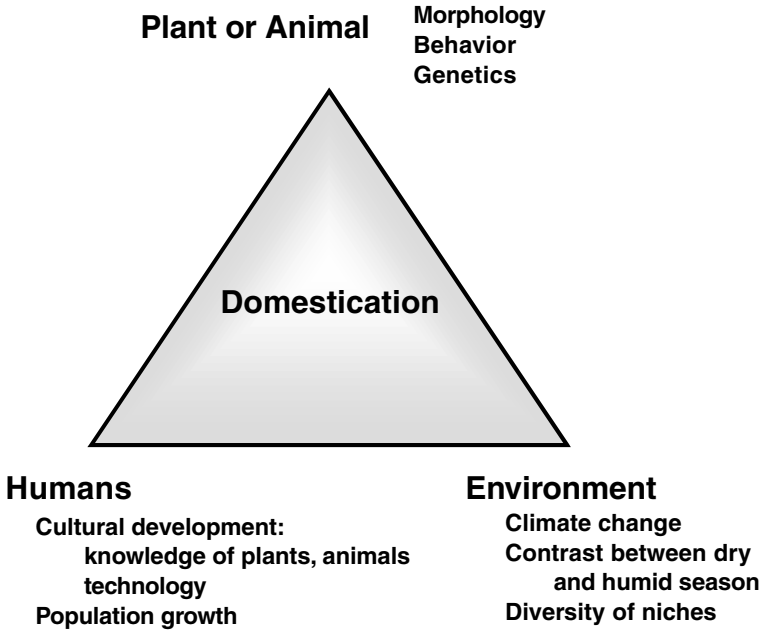 Plant or Animal
Morphology
Behavior
Genetics
Domestication
Humans
Cultural development:
knowledge of plants, animals
technology
Population growth
Environment
Climate change
Contrast between dry
and humid season
Diversity of niches